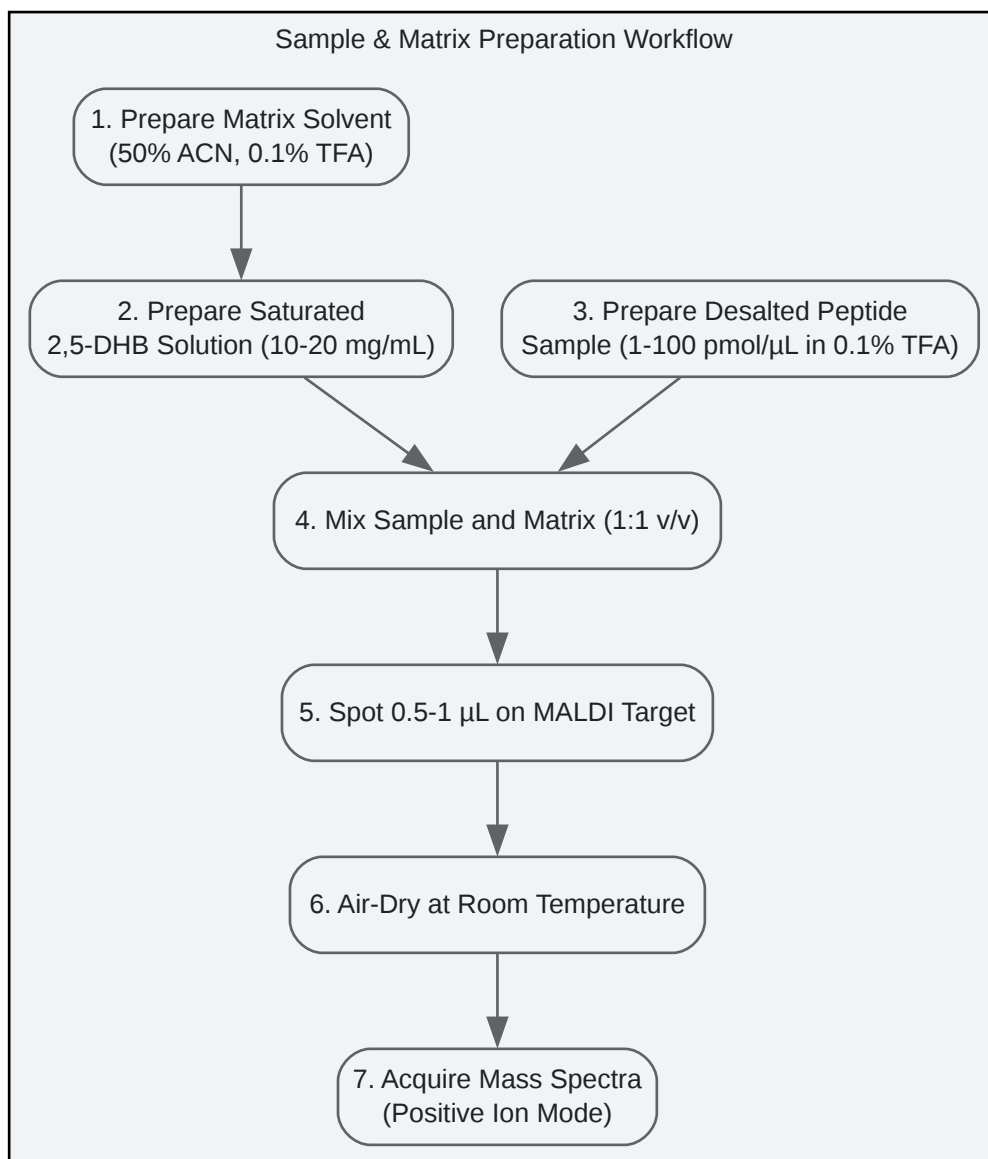 Sample & Matrix Preparation Workflow
1. Prepare Matrix Solvent
(50% ACN, 0.1% TFA)
2. Prepare Saturated
2,5-DHB Solution (10-20 mg/mL)
3. Prepare Desalted Peptide
Sample (1-100 pmol/µL in 0.1% TFA)
4. Mix Sample and Matrix (1:1 v/v)
5. Spot 0.5-1 µL on MALDI Target
6. Air-Dry at Room Temperature
7. Acquire Mass Spectra
(Positive Ion Mode)